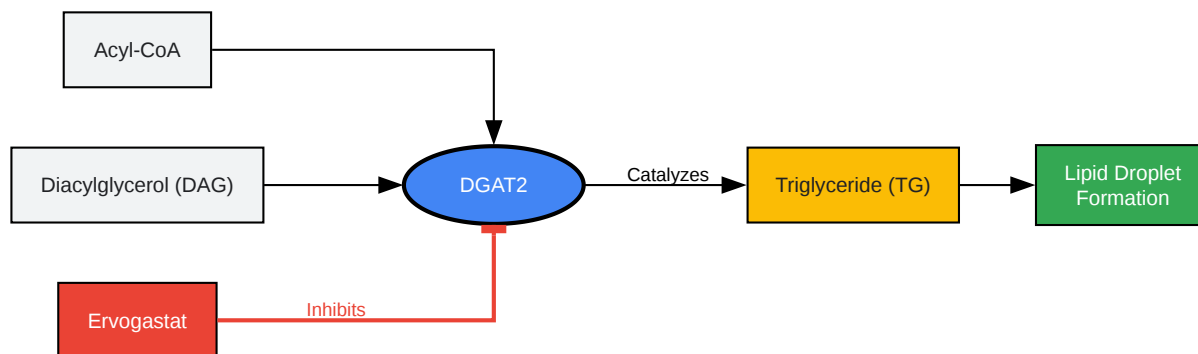 Acyl-CoA
Diacylglycerol (DAG)
DGAT2
Catalyzes
Triglyceride (TG)
Lipid Droplet
Formation
Ervogastat
Inhibits